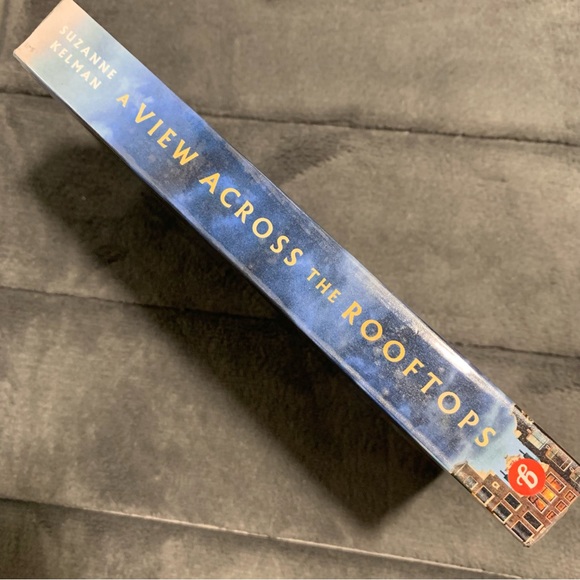 SUZANNE
KELMAN
A VIEW ACROSS THE ROOFTOPS
B